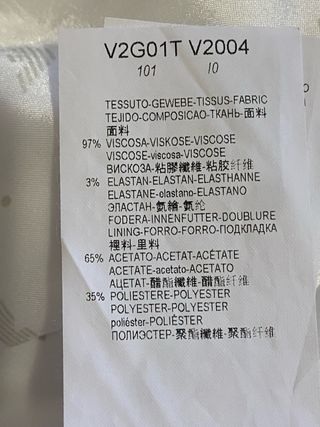 V2G01T V2004
101 10
TESSUTO-GEWEBE-TISSUS-FABRIC
TEJIDO-COMPOSICAO-ТКАНЬ-面料
面料
97% VISCOSA-VISKOSE-VISCOSE
VISCOSE-viscosa-VISCOSE
ВИСКОЗА-粘膠纖維-粘胶纤维
3% ELASTAN-ELASTAN-ELASTHANNE
ELASTANE-elastano-ELASTANO
ЭЛАСТАН-氨綸-氨纶
FODERA-INNENFUTTER-DOUBLURE
LINING-FORRO-FORRO-ПОДКЛАДКА
裡料-里料
65% ACETATO-ACETAT-ACÉTATE
ACETATE-acetato-ACETATO
АЦЕТАТ-醋酯纖維-醋酯纤维
35% POLIESTERE-POLYESTER
POLYESTER-POLYESTER
poliéster-POLIÉSTER
ПОЛИЭСТЕР-聚酯纖維-聚酯纤维